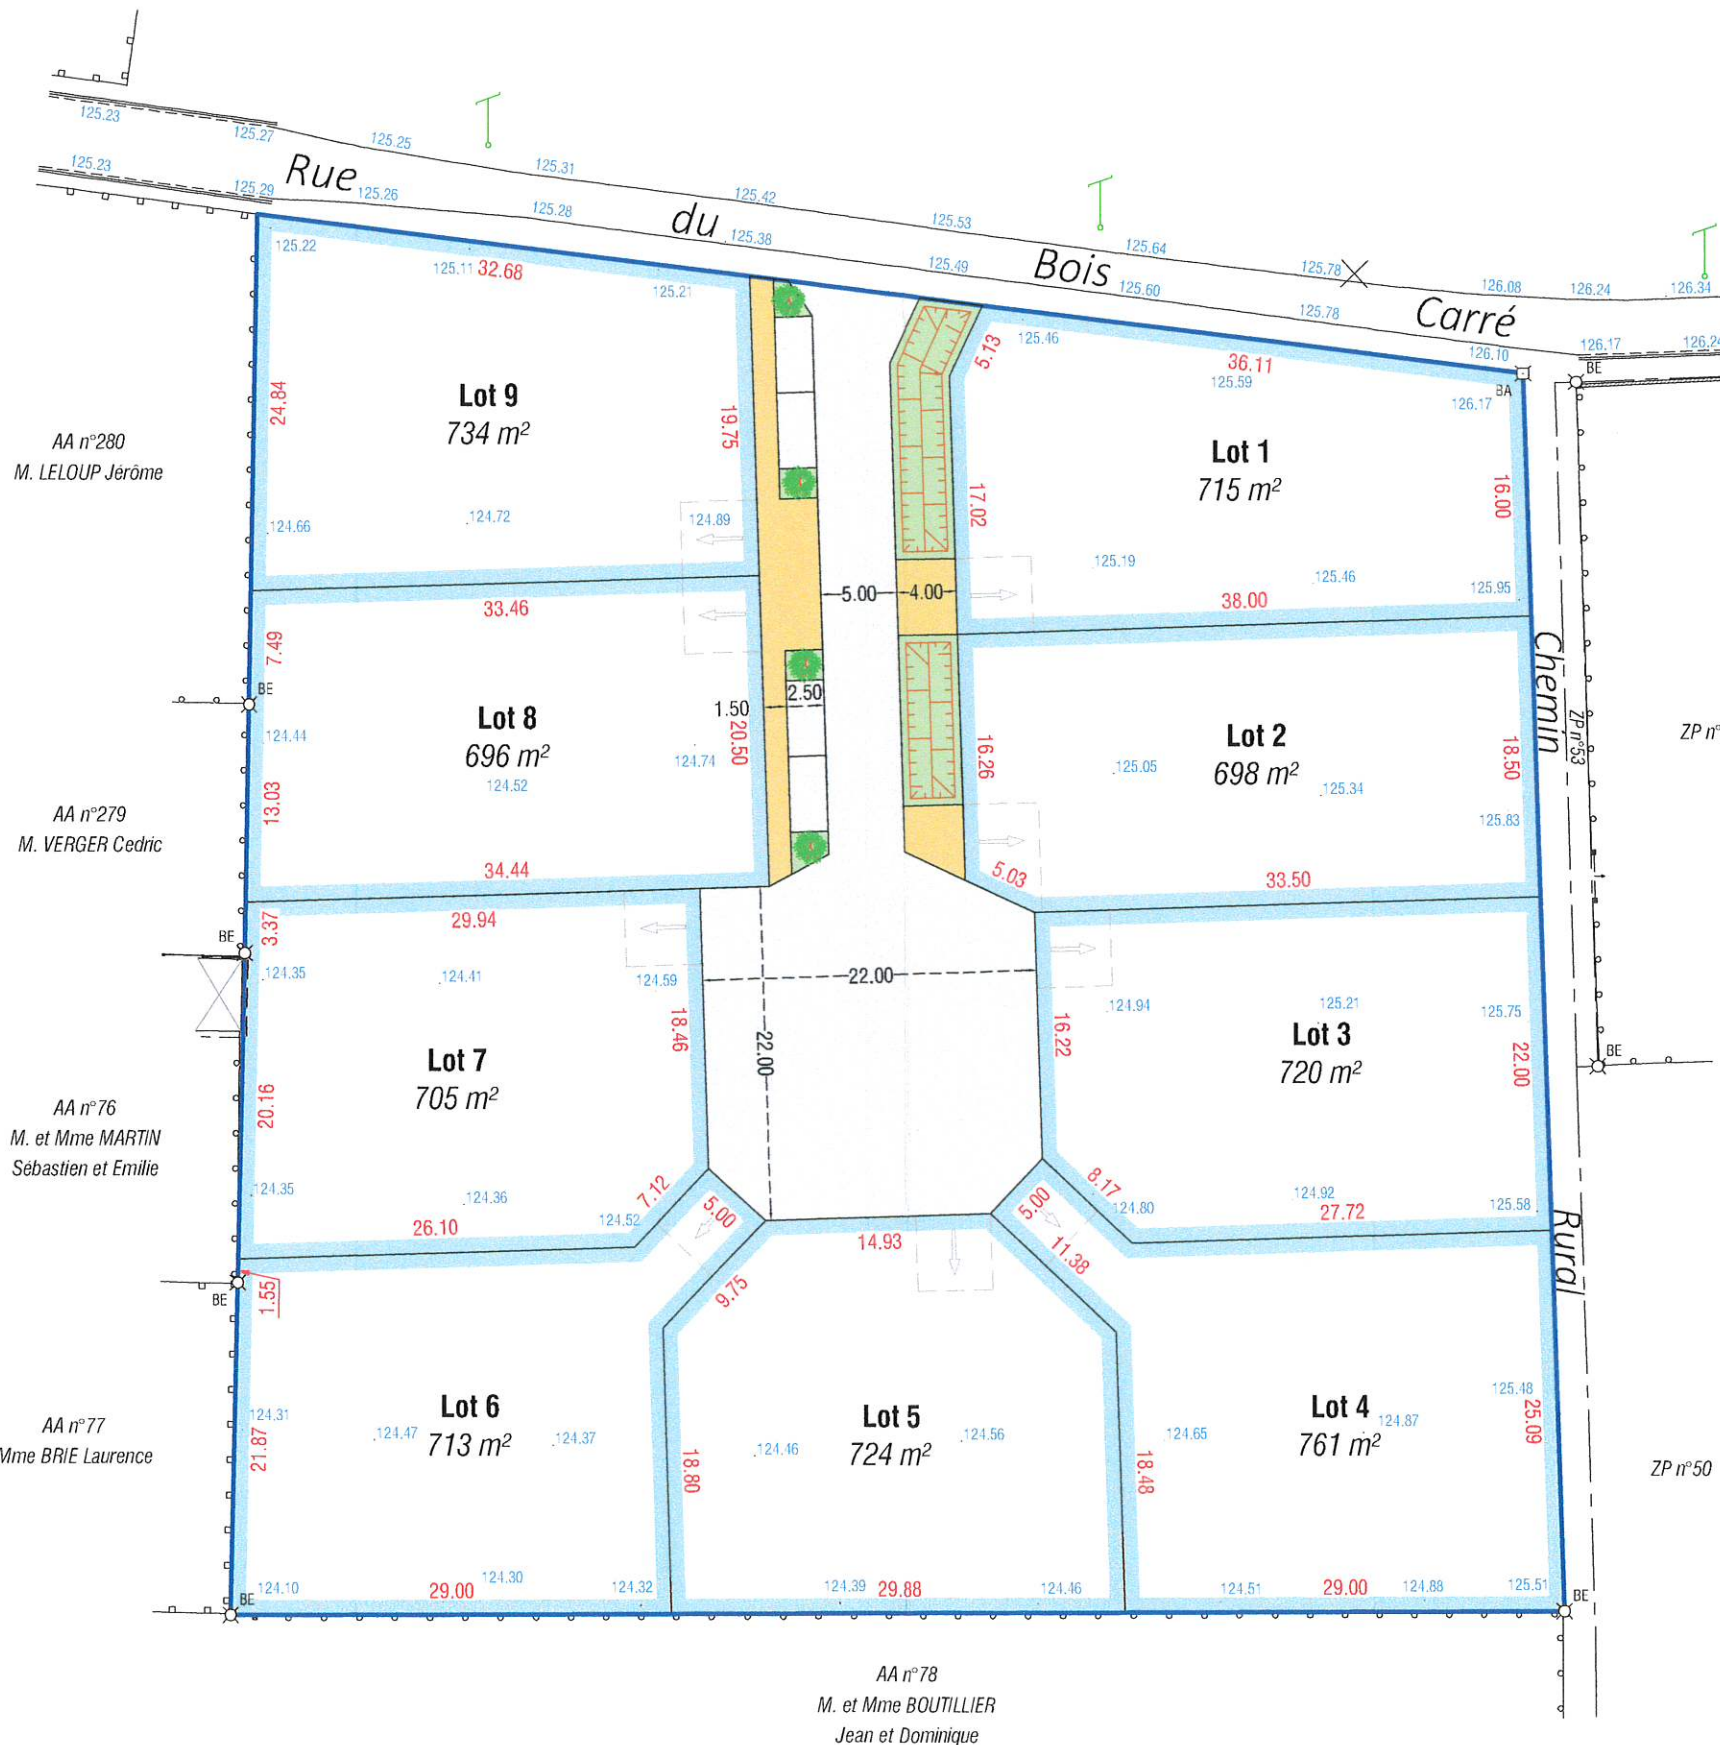 125.23
125.27
125.25
125.31
125.42
125.53
125.64
125.78
126.08
126.24
126.34
125.23
125.29
Rue
125.26
125.28
du
125.38
125.49
Bois
125.60
125.78
Carré
126.17
126.24
126.10
BE
BA
125.22
125.11
32.68
125.21
24.84
Lot 9
734 m²
19.75
124.66
124.72
124.89
5.13
125.46
36.11
125.59
126.17
Lot 1
715 m²
17.02
16.00
125.19
125.46
125.95
38.00
5.00
4.00
AA n°280
M. LELOUP Jérôme
33.46
7.49
BE
Lot 8
696 m²
124.44
124.52
124.74
20.50
13.03
34.44
1.50
2.50
16.26
Lot 2
698 m²
125.05
125.34
125.83
18.50
5.03
33.50
Chemin
ZP n°53
ZP n°
AA n°279
M. VERGER Cedric
BE
3.37
29.94
124.35
124.41
124.59
18.46
Lot 7
705 m²
20.16
124.35
124.36
124.52
7.12
26.10
22.00
22.00
124.94
125.21
125.75
16.22
Lot 3
720 m²
22.00
BE
8.17
124.80
124.92
27.72
125.58
Rural
AA n°76
M. et Mme MARTIN
Sébastien et Emilie
5.00
14.93
5.00
11.38
9.75
BE
1.55
124.31
21.87
124.47
Lot 6
713 m²
124.37
18.80
124.46
Lot 5
724 m²
124.56
18.48
124.65
Lot 4
761 m²
124.87
125.48
25.09
AA n°77
Mme BRIE Laurence
ZP n°50
BE
124.10
29.00
124.30
124.32
124.39
29.88
124.46
124.51
29.00
124.88
125.51
BE
AA n°78
M. et Mme BOUTILLIER
Jean et Dominique